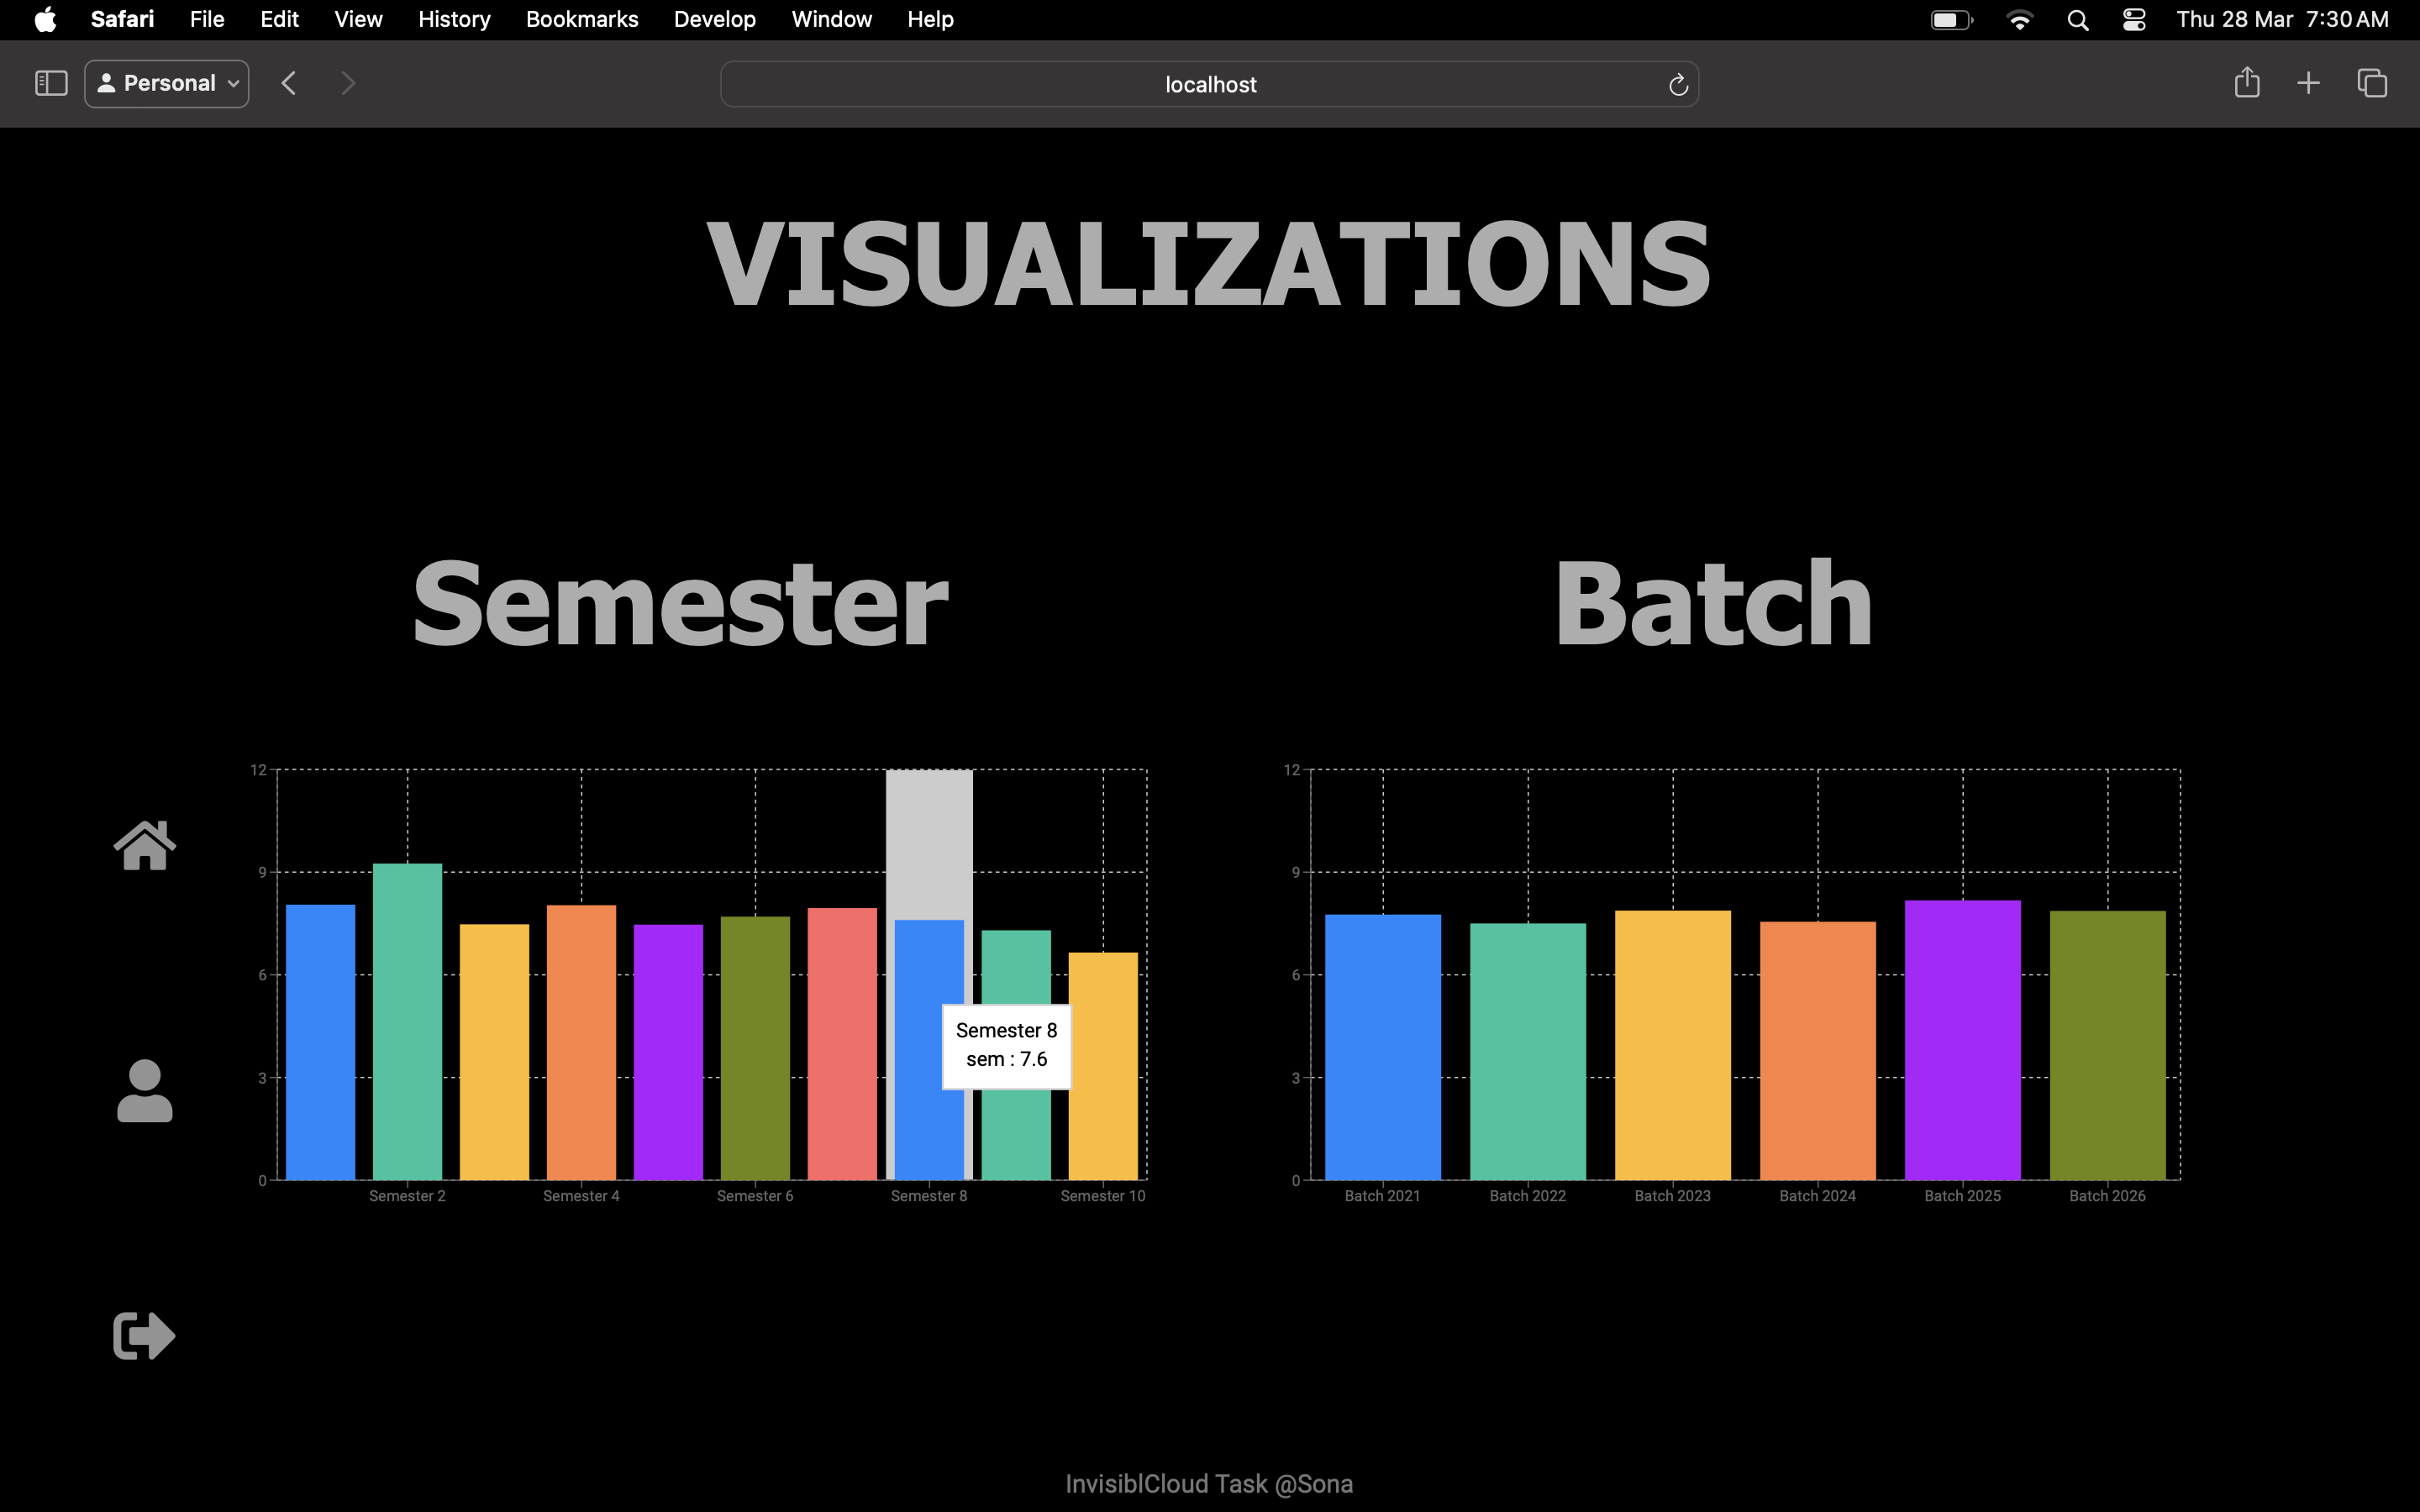 Safari File Edit View History Bookmarks Develop Window Help Thu 28 Mar 7:30 AM
Personal localhost
VISUALIZATIONS
Semester
12
9
6
3
0
Semester 8
sem : 7.6
Semester 2 Semester 4 Semester 6 Semester 8 Semester 10
Batch
12
9
6
3
0
Batch 2021 Batch 2022 Batch 2023 Batch 2024 Batch 2025 Batch 2026
InvisiblCloud Task @Sona